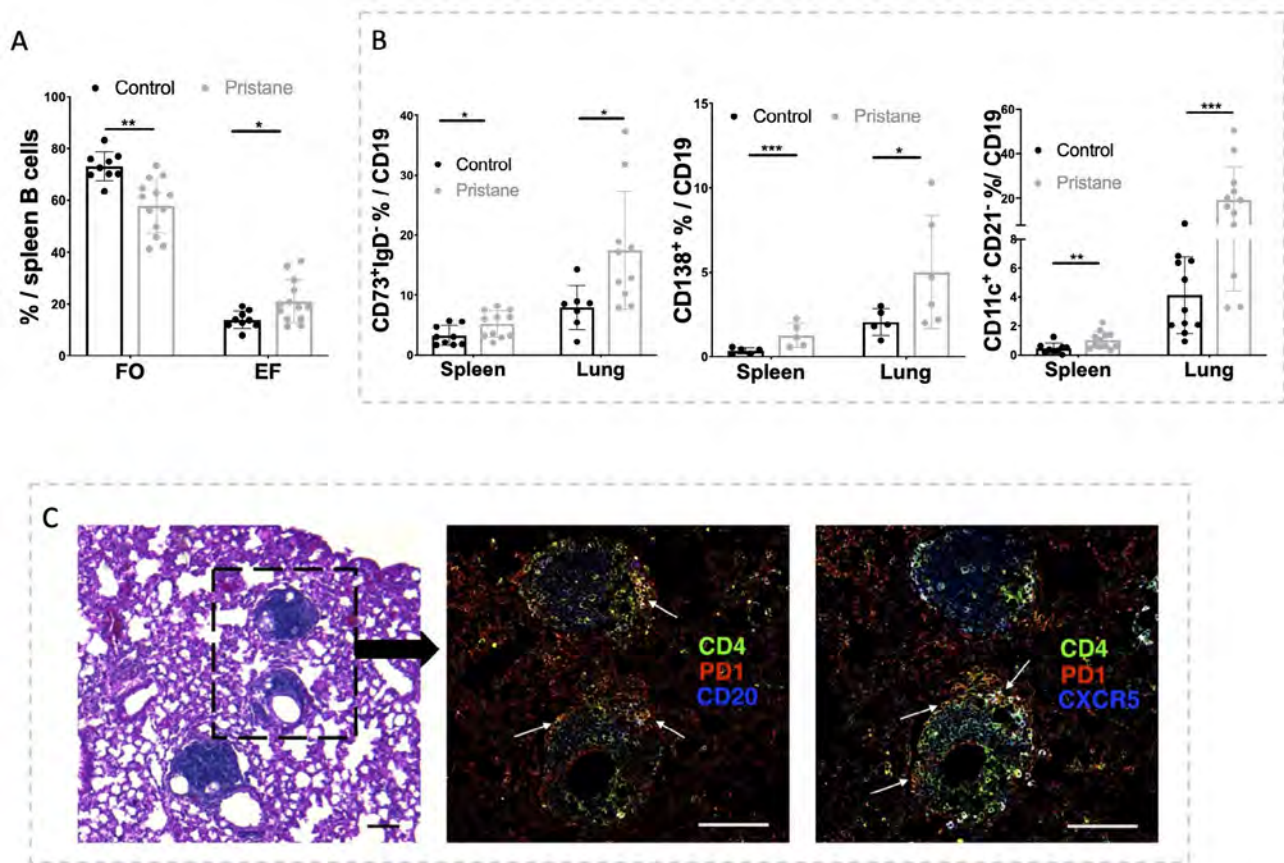 A
● Control ● Pristane
% / spleen B cells
100
80
60
40
20
0
**
*
FO EF
B
CD73⁺IgD⁻ % / CD19
40
30
20
10
0
*
*
● Control
● Pristane
Spleen Lung
CD138⁺ % / CD19
15
10
5
0
● Control ● Pristane
***
*
Spleen Lung
CD11c⁺ CD21⁻ %/ CD19
60
40
20
8
6
4
2
0
● Control
● Pristane
***
**
Spleen Lung
C
CD4
PD1
CD20
CD4
PD1
CXCR5